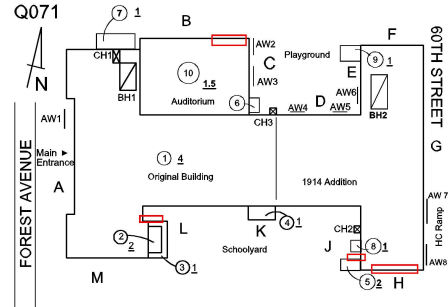 Q071
7 1
B
F
AW2
Playground
9 1
CH1
C
E
N
BH1
10
1.5
AW3
AW6
60TH STREET
Auditorium
6
D
AW4
AW5
BH2
AW1
CH3
G
Main
Entrance
1 4
A
Original Building
1914 Addition
FOREST AVENUE
AW 7
HC Ramp
L
K
4 1
CH2
2
2
Schoolyard
J
8 1
AW8
M
3 1
5 2
H